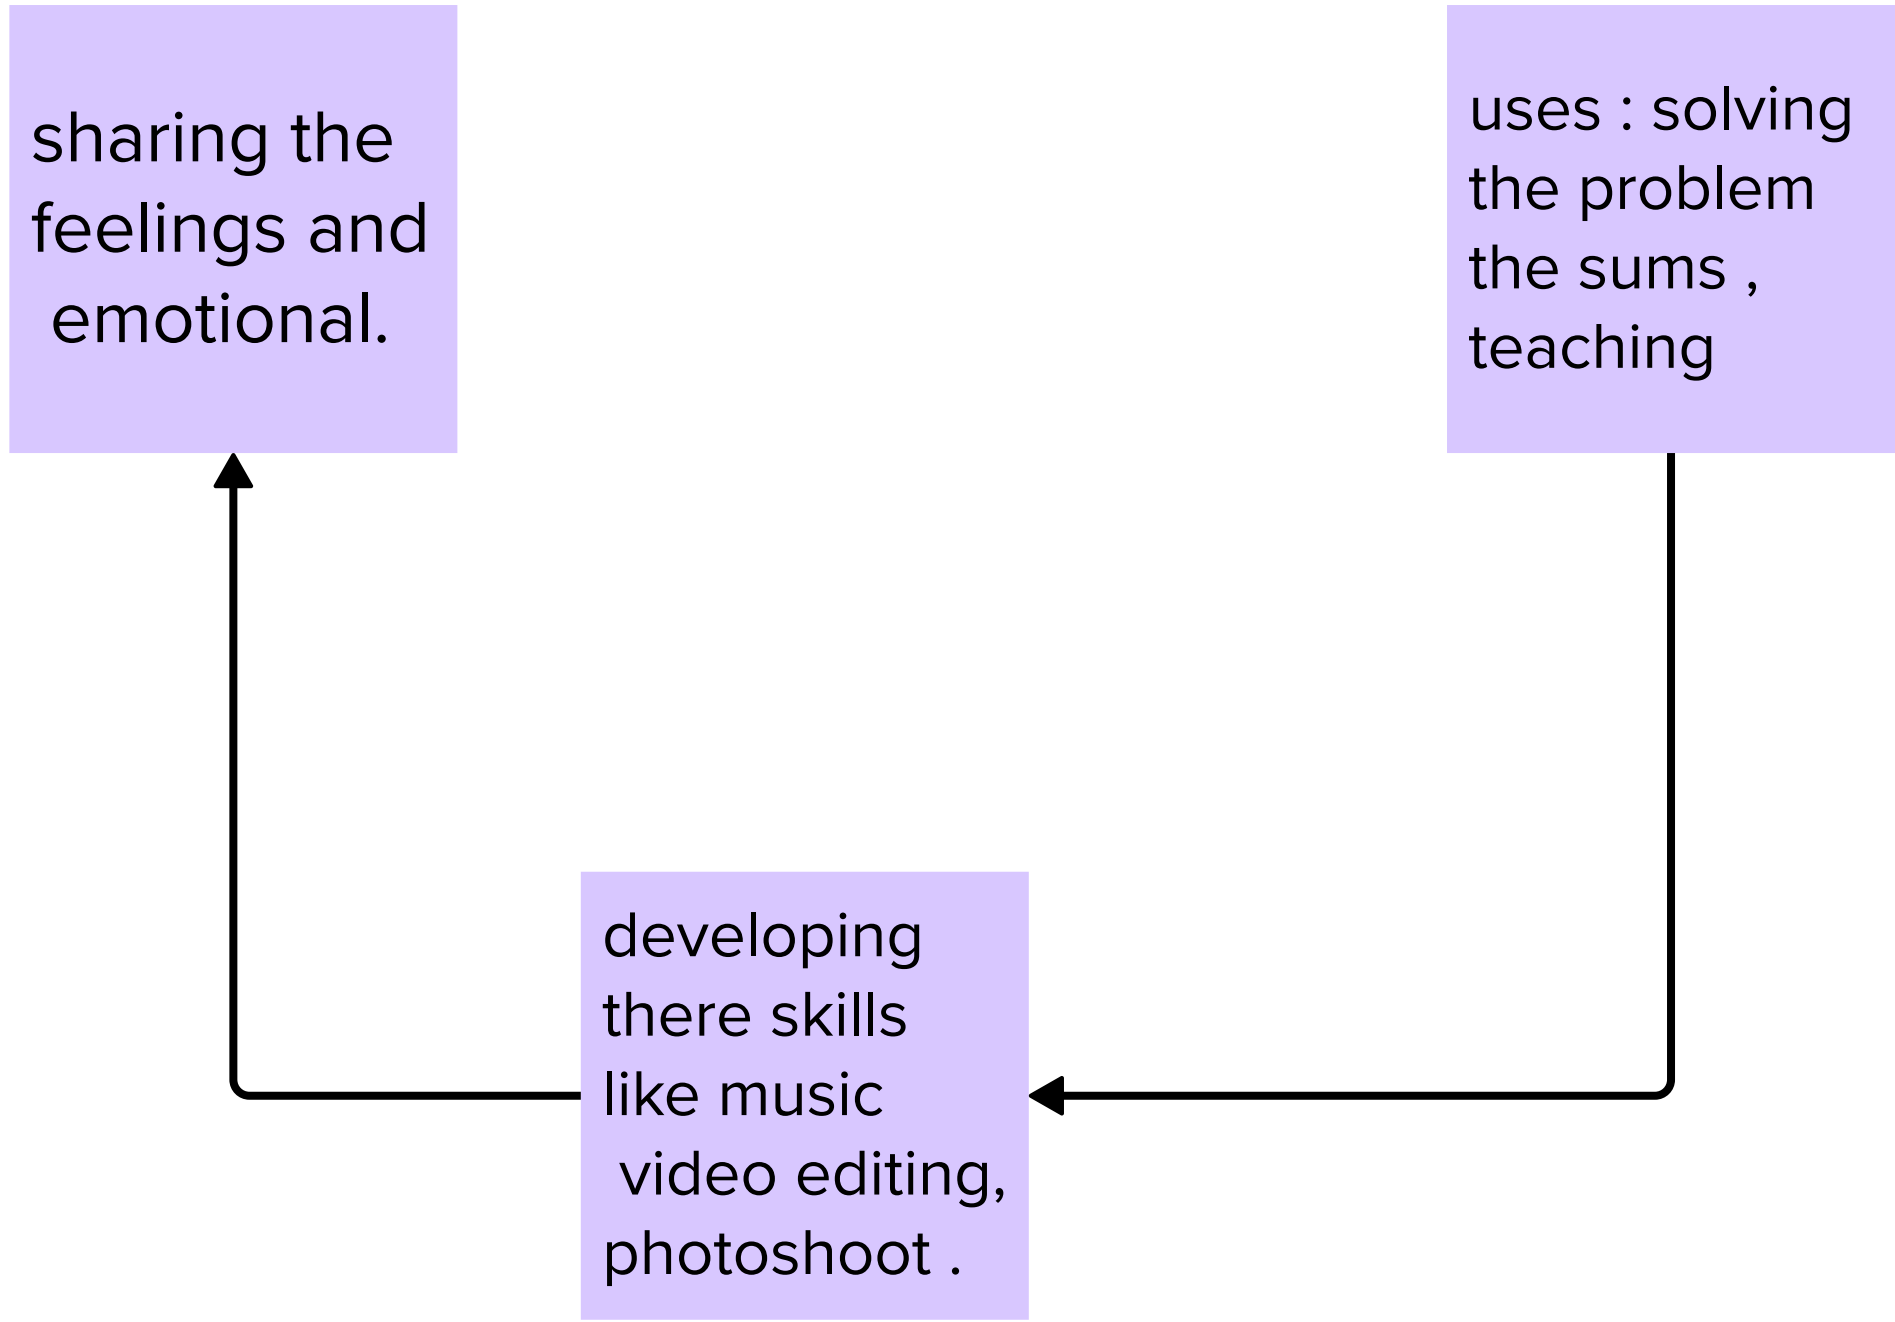 sharing the
feelings and
emotional.
uses : solving
the problem
the sums ,
teaching
developing
there skills
like music
video editing,
photoshoot .